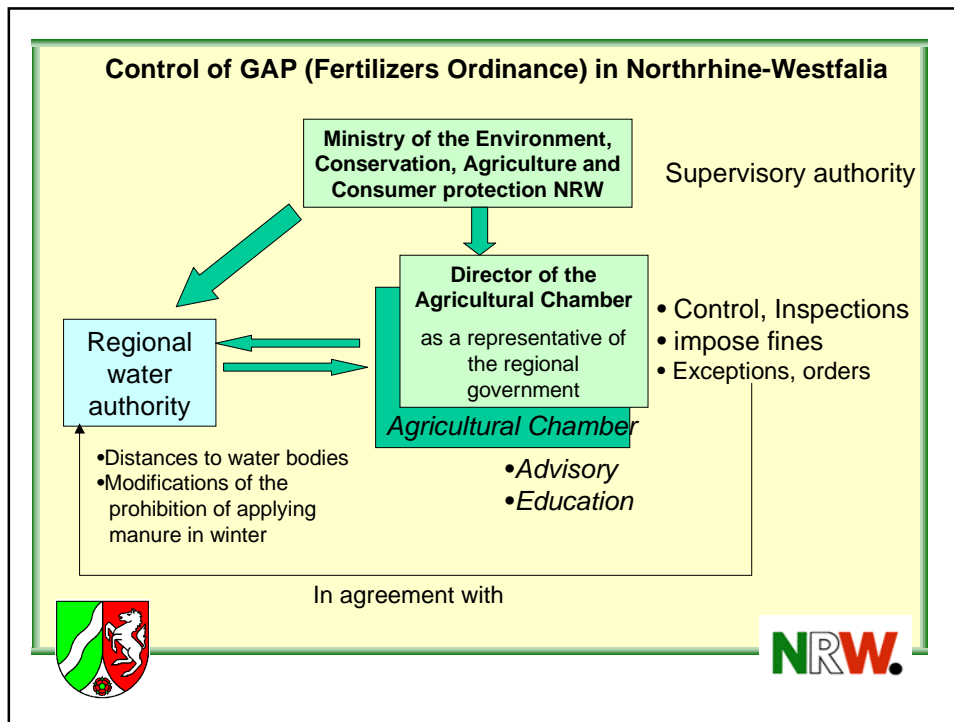 Control of GAP (Fertilizers Ordinance) in Northrhine-Westfalia
Ministry of the Environment,
Conservation, Agriculture and
Consumer protection NRW
Supervisory authority
Director of the
Agricultural Chamber
as a representative of
the regional
government
• Control, Inspections
• impose fines
• Exceptions, orders
Regional
water
authority
Agricultural Chamber
•Advisory
•Education
•Distances to water bodies
•Modifications of the
prohibition of applying
manure in winter
In agreement with
NRW.